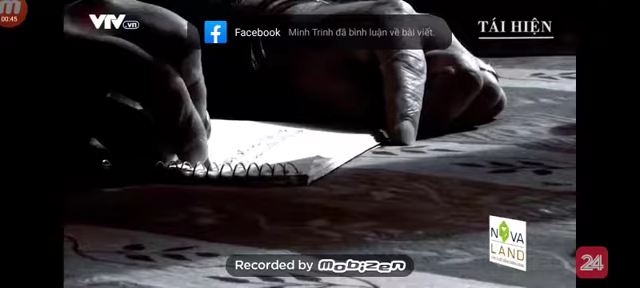 00:45
VTV.vn
Facebook Minh Trinh đã bình luận về bài viết.
TÁI HIỆN
NOVA
LAND
Recorded by MOBIZEN
24